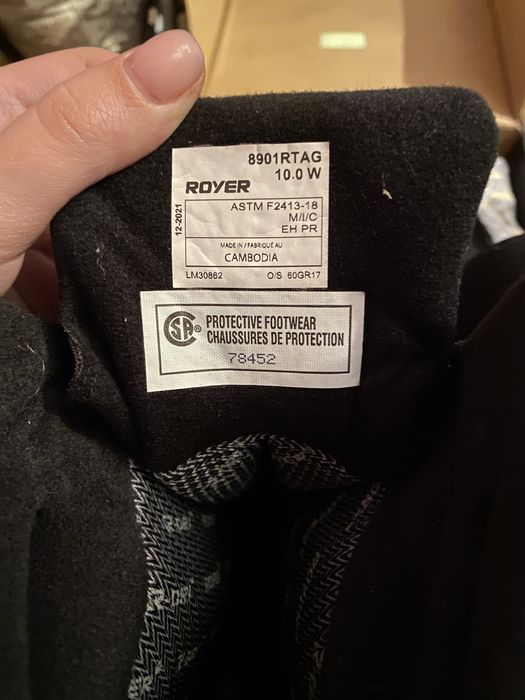 8901RTAG
10.0 W
ROYER
12-2021
ASTM F2413-18
M/I/C
EH PR
MADE IN / FABRIQUÉ AU
CAMBODIA
LM30862 O/S 60GR17
CSA® PROTECTIVE FOOTWEAR
CHAUSSURES DE PROTECTION
78452